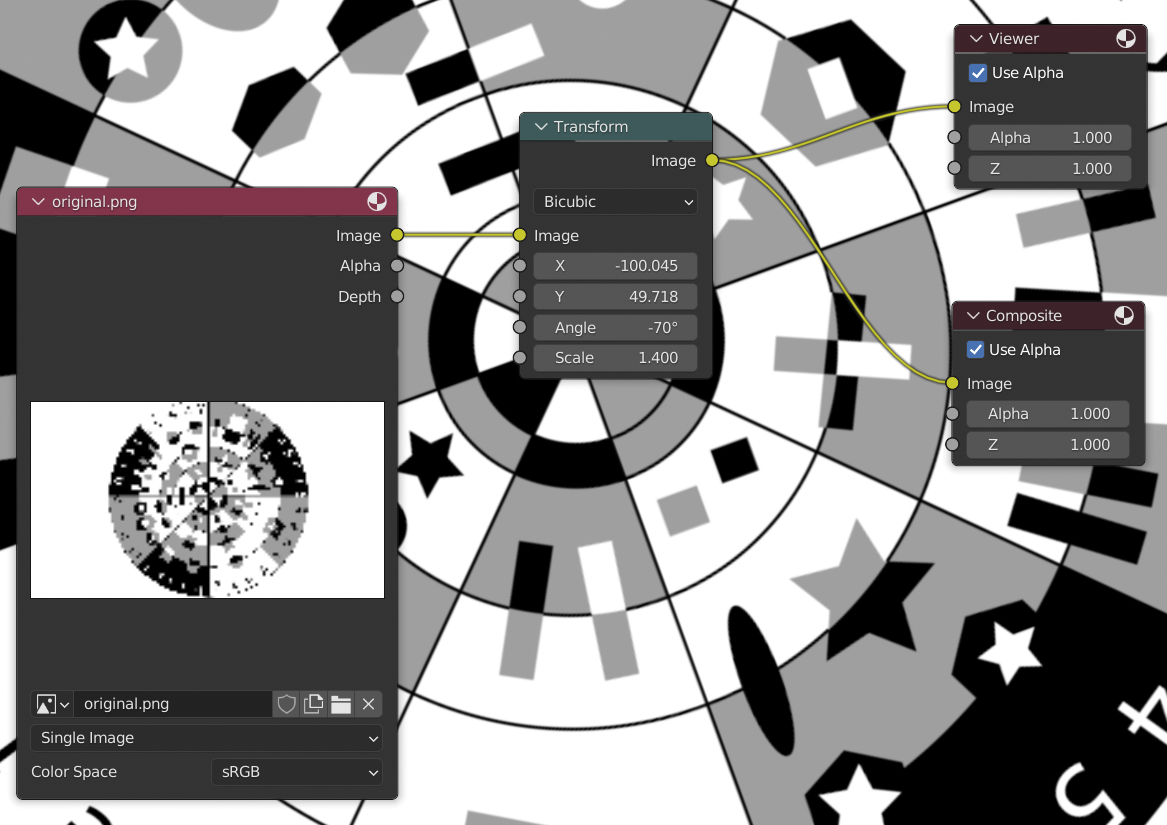 Viewer
Use Alpha
Image
Alpha 1.000
Z 1.000
Transform
Image
Bicubic
Image
X -100.045
Y 49.718
Angle -70°
Scale 1.400
original.png
Image
Alpha
Depth
original.png
Single Image
Color Space sRGB
Composite
Use Alpha
Image
Alpha 1.000
Z 1.000
4
5